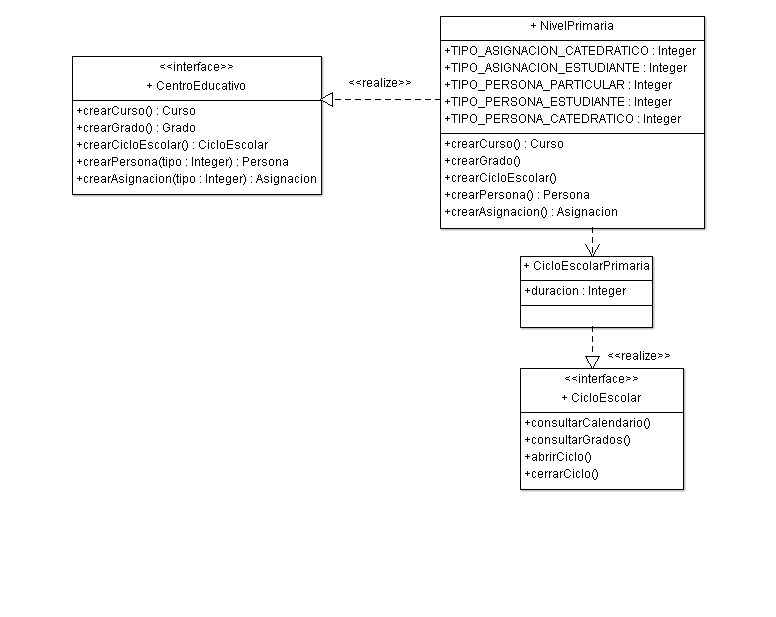 <<interface>>
+ CentroEducativo
+crearCurso() : Curso
+crearGrado() : Grado
+crearCicloEscolar() : CicloEscolar
+crearPersona(tipo : Integer) : Persona
+crearAsignacion(tipo : Integer) : Asignacion
<<realize>>
+ NivelPrimaria
+TIPO_ASIGNACION_CATEDRATICO : Integer
+TIPO_ASIGNACION_ESTUDIANTE : Integer
+TIPO_PERSONA_PARTICULAR : Integer
+TIPO_PERSONA_ESTUDIANTE : Integer
+TIPO_PERSONA_CATEDRATICO : Integer
+crearCurso() : Curso
+crearGrado()
+crearCicloEscolar()
+crearPersona() : Persona
+crearAsignacion() : Asignacion
+ CicloEscolarPrimaria
+duracion : Integer
<<realize>>
<<interface>>
+ CicloEscolar
+consultarCalendario()
+consultarGrados()
+abrirCiclo()
+cerrarCiclo()